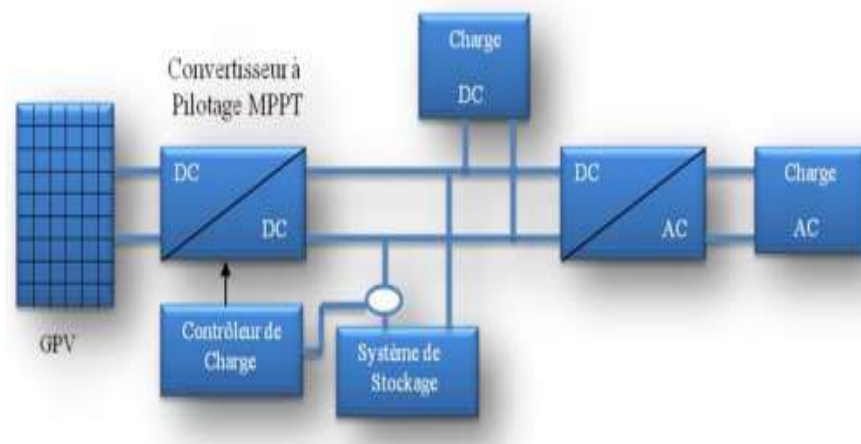 Charge
DC
Convertisseur à
Pilotage MPPT
DC
DC
DC
AC
Charge
AC
GPV
Contrôleur de
Charge
Système de
Stockage